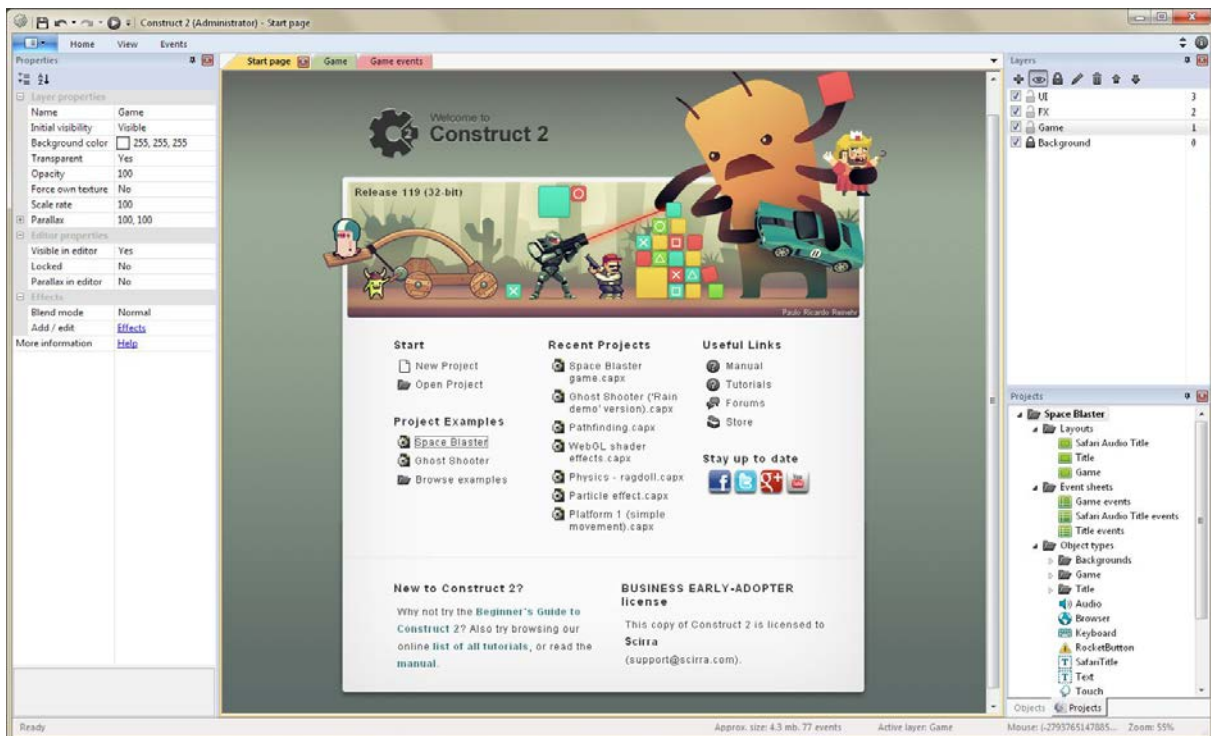 Construct 2 (Administrator) - Start page
Home View Events
Properties
Layer properties
Name Game
Initial visibility Visible
Background color 255, 255, 255
Transparent Yes
Opacity 100
Force own texture No
Scale rate 100
Parallax 100, 100
Editor properties
Visible in editor Yes
Locked No
Parallax in editor No
Effects
Blend mode Normal
Add / edit Effects
More information Help
Start page Game Game events
Welcome to
Construct 2
Release 119 (32-bit)
Start
New Project
Open Project
Project Examples
Space Blaster
Ghost Shooter
Browse examples
Recent Projects
Space Blaster
game.capx
Ghost Shooter ('Rain
demo' version).capx
Pathfinding.capx
WebGL shader
effects.capx
Physics - ragdoll.capx
Particle effect.capx
Platform 1 (simple
movement).capx
Useful Links
Manual
Tutorials
Forums
Store
Stay up to date
New to Construct 2?
Why not try the Beginner's Guide to
Construct 2? Also try browsing our
online list of all tutorials, or read the
manual.
BUSINESS EARLY-ADOPTER
license
This copy of Construct 2 is licensed to
Scirra
(support@scirra.com).
Layers
UI 3
FX 2
Game 1
Background 0
Projects
Space Blaster
Layouts
Safari Audio Title
Title
Game
Event sheets
Game events
Safari Audio Title events
Title events
Object types
Backgrounds
Game
Title
Audio
Browser
Keyboard
RocketButton
SafariTitle
Text
Touch
Objects Projects
Ready Approx. size: 4.3 mb. 77 events Active layer: Game Mouse: (-2793765147885... Zoom: 55%